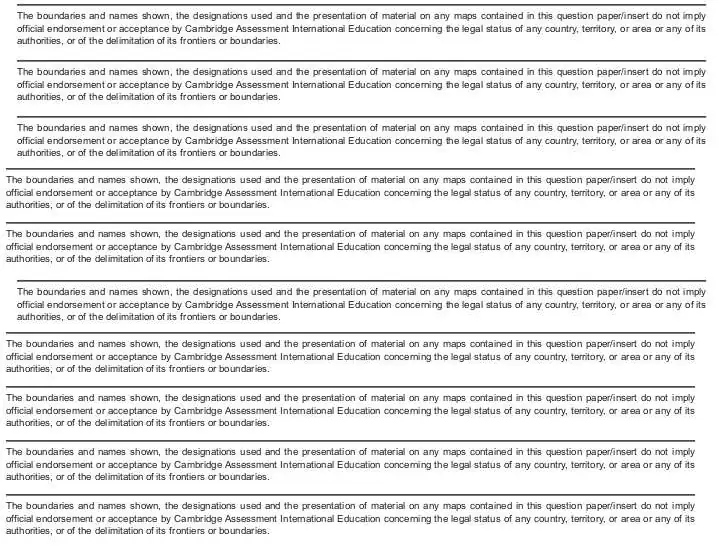 The boundaries and names shown, the designations used and the presentation of material on any maps contained in this question paper/insert do not imply
official endorsement or acceptance by Cambridge Assessment International Education concerning the legal status of any country, territory, or area or any of its
authorities, or of the delimitation of its frontiers or boundaries.
The boundaries and names shown, the designations used and the presentation of material on any maps contained in this question paper/insert do not imply
official endorsement or acceptance by Cambridge Assessment International Education concerning the legal status of any country, territory, or area or any of its
authorities, or of the delimitation of its frontiers or boundaries.
The boundaries and names shown, the designations used and the presentation of material on any maps contained in this question paper/insert do not imply
official endorsement or acceptance by Cambridge Assessment International Education concerning the legal status of any country, territory, or area or any of its
authorities, or of the delimitation of its frontiers or boundaries.
The boundaries and names shown, the designations used and the presentation of material on any maps contained in this question paper/insert do not imply
official endorsement or acceptance by Cambridge Assessment International Education concerning the legal status of any country, territory, or area or any of its
authorities, or of the delimitation of its frontiers or boundaries.
The boundaries and names shown, the designations used and the presentation of material on any maps contained in this question paper/insert do not imply
official endorsement or acceptance by Cambridge Assessment International Education concerning the legal status of any country, territory, or area or any of its
authorities, or of the delimitation of its frontiers or boundaries.
The boundaries and names shown, the designations used and the presentation of material on any maps contained in this question paper/insert do not imply
official endorsement or acceptance by Cambridge Assessment International Education concerning the legal status of any country, territory, or area or any of its
authorities, or of the delimitation of its frontiers or boundaries.
The boundaries and names shown, the designations used and the presentation of material on any maps contained in this question paper/insert do not imply
official endorsement or acceptance by Cambridge Assessment International Education concerning the legal status of any country, territory, or area or any of its
authorities, or of the delimitation of its frontiers or boundaries.
The boundaries and names shown, the designations used and the presentation of material on any maps contained in this question paper/insert do not imply
official endorsement or acceptance by Cambridge Assessment International Education concerning the legal status of any country, territory, or area or any of its
authorities, or of the delimitation of its frontiers or boundaries.
The boundaries and names shown, the designations used and the presentation of material on any maps contained in this question paper/insert do not imply
official endorsement or acceptance by Cambridge Assessment International Education concerning the legal status of any country, territory, or area or any of its
authorities, or of the delimitation of its frontiers or boundaries.
The boundaries and names shown, the designations used and the presentation of material on any maps contained in this question paper/insert do not imply
official endorsement or acceptance by Cambridge Assessment International Education concerning the legal status of any country, territory, or area or any of its
authorities, or of the delimitation of its frontiers or boundaries.